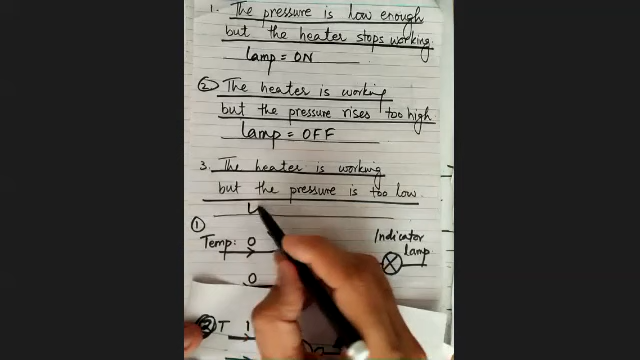 1. The pressure is low enough
but the heater stops working
lamp = ON
② The heater is working
but the pressure rises too high
lamp = OFF
3. The heater is working
but the pressure is too low
L
①
Temp: 0
Indicator
lamp
0
② T 1